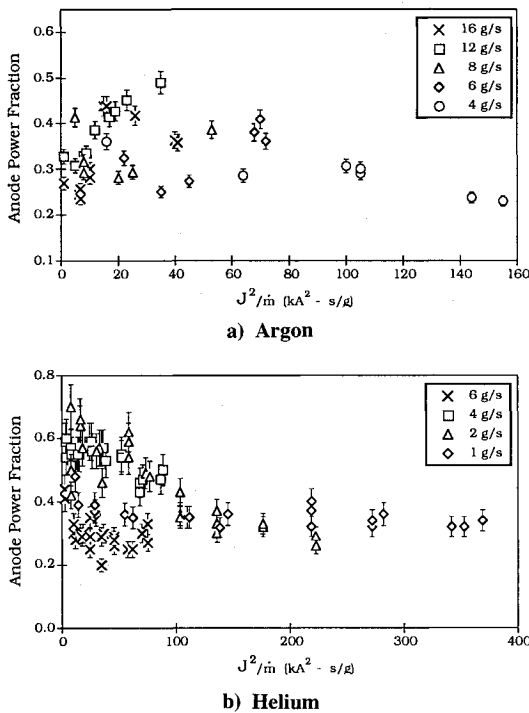 0.6
0.5
0.4
0.3
0.2
0.1
Anode Power Fraction
16 g/s
12 g/s
8 g/s
6 g/s
4 g/s
0 20 40 60 80 100 120 140 160
J²/ṁ (kA² - s/g)
a) Argon
0.8
0.6
0.4
0.2
0.0
Anode Power Fraction
6 g/s
4 g/s
2 g/s
1 g/s
0 100 200 300 400
J²/ṁ (kA² - s/g)
b) Helium